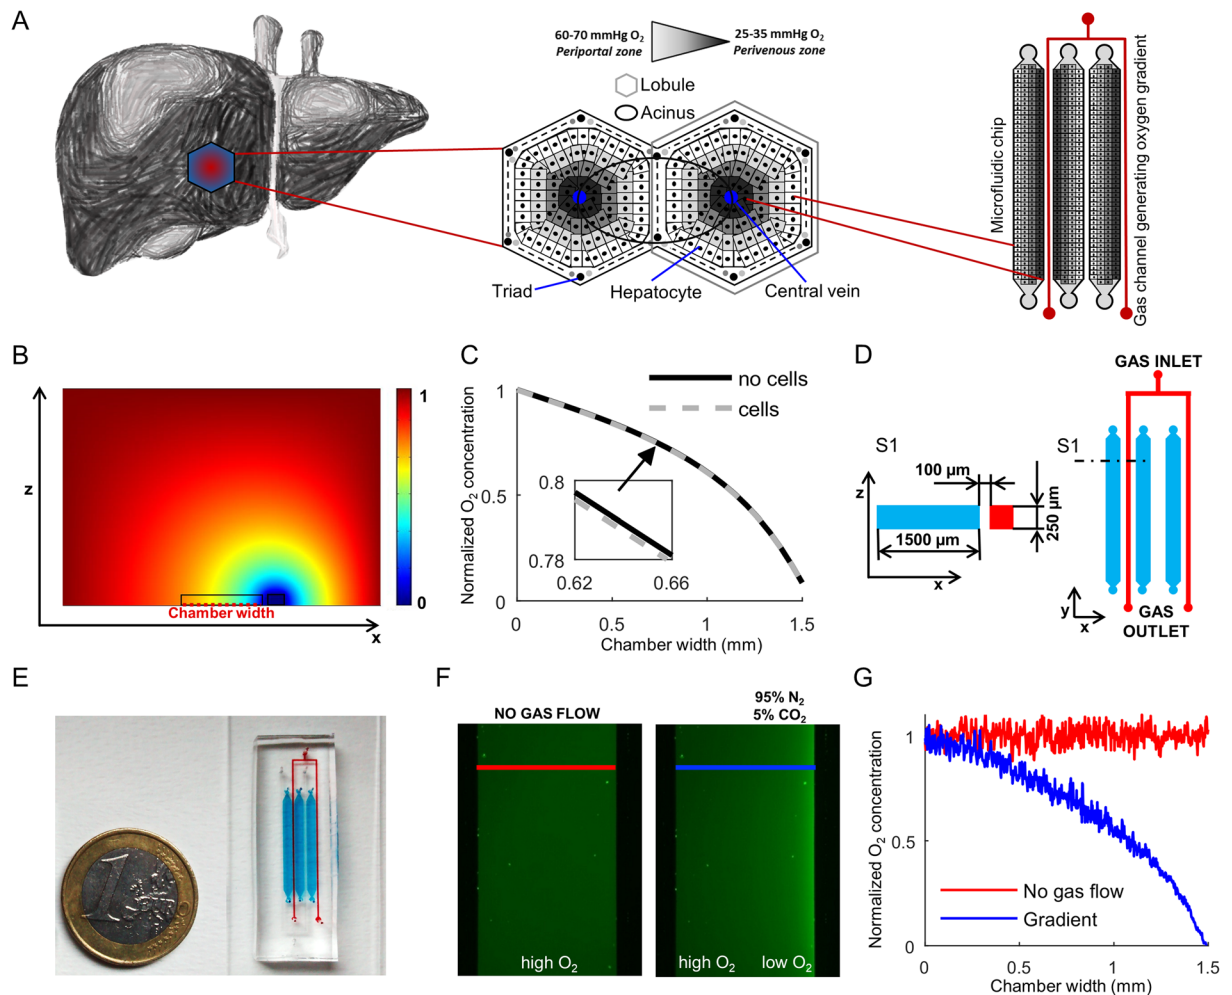 A
60-70 mmHg O₂
Periportal zone
25-35 mmHg O₂
Perivenous zone
Lobule
Acinus
Triad
Hepatocyte
Central vein
Microfluidic chip
Gas channel generating oxygen gradient
B
z
x
Chamber width
1
0
C
Normalized O₂ concentration
1
0.5
0
no cells
cells
0.8
0.78
0.62
0.66
0
0.5
1
1.5
Chamber width (mm)
D
S1
z
x
100 µm
250 µm
1500 µm
GAS INLET
S1
y
x
GAS
OUTLET
E
1
F
NO GAS FLOW
95% N₂
5% CO₂
high O₂
high O₂
low O₂
G
Normalized O₂ concentration
1
0.5
0
No gas flow
Gradient
0
0.5
1
1.5
Chamber width (mm)